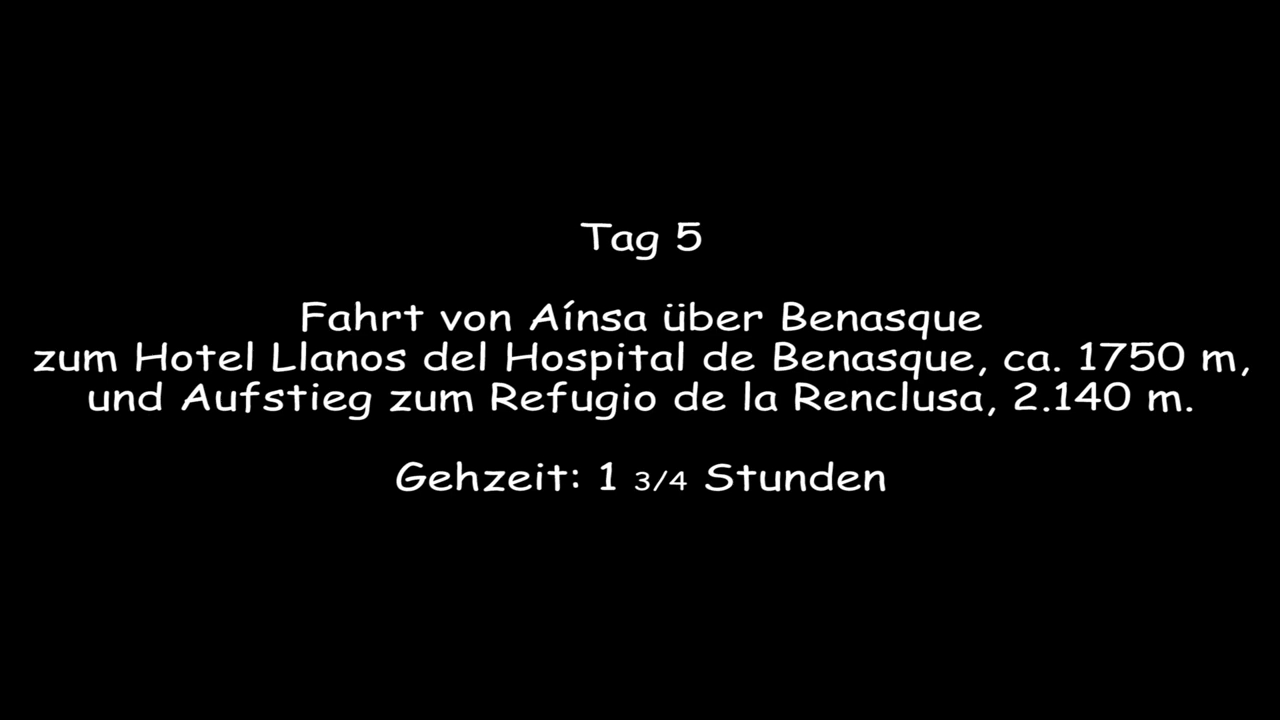 Tag 5
Fahrt von Aínsa über Benasque
zum Hotel Llanos del Hospital de Benasque, ca. 1750 m,
und Aufstieg zum Refugio de la Renclusa, 2.140 m.
Gehzeit: 1 3/4 Stunden